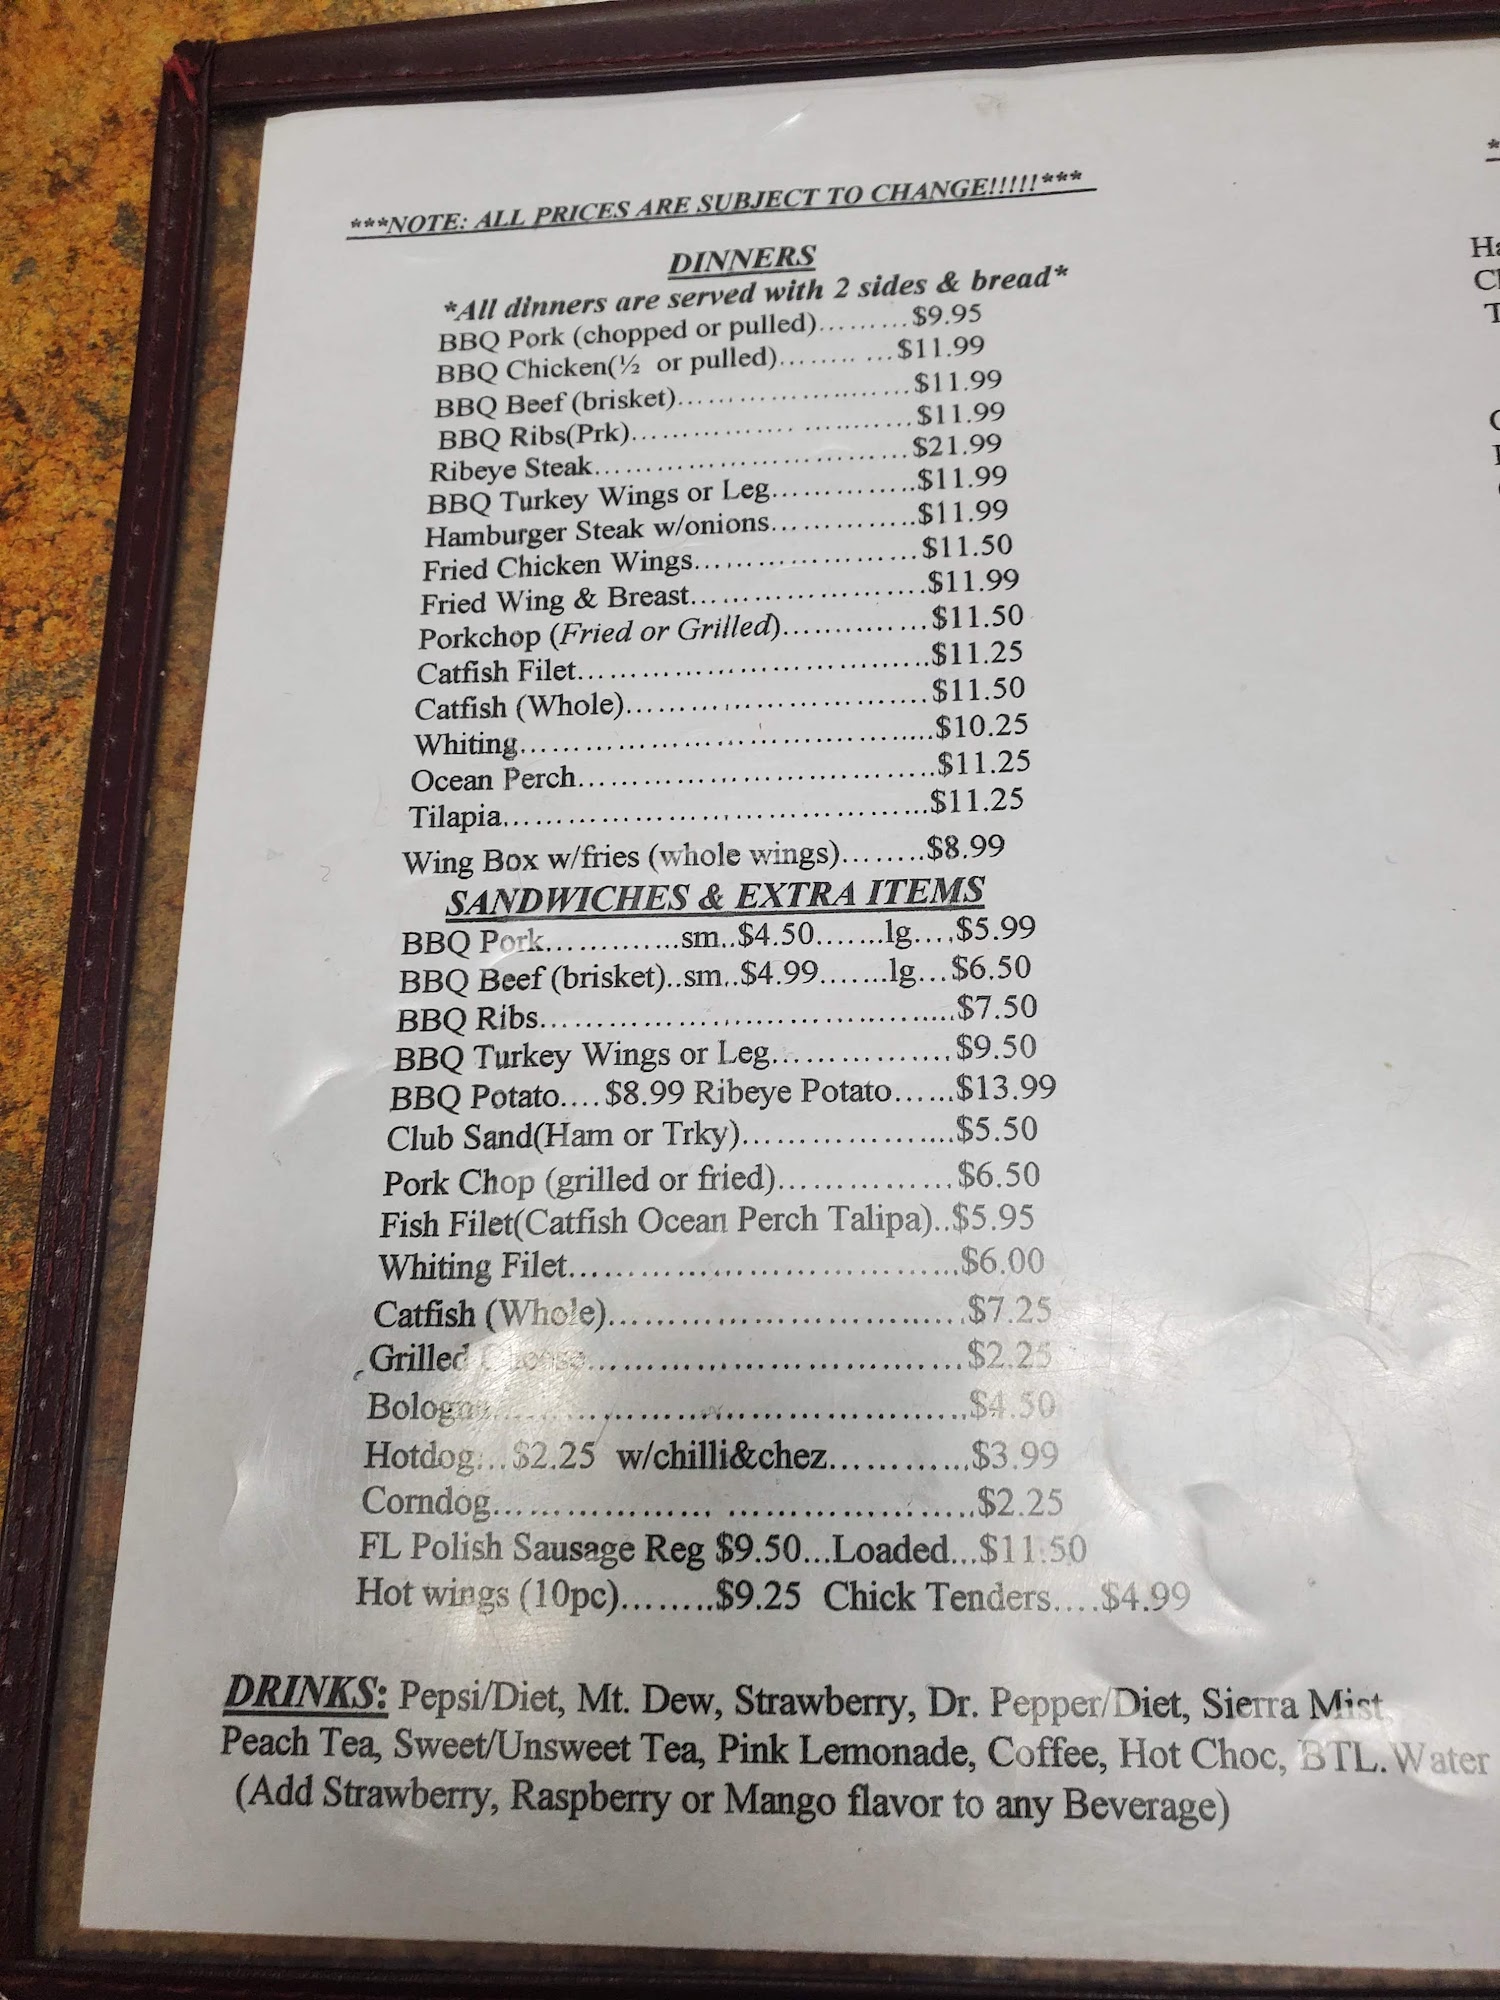 ***NOTE: ALL PRICES ARE SUBJECT TO CHANGE!!!!!***
DINNERS
*All dinners are served with 2 sides & bread*
BBQ Pork (chopped or pulled).........$9.95
BBQ Chicken(½ or pulled)........ ...$11.99
BBQ Beef (brisket)...........................$11.99
BBQ Ribs(Prk)................ ............$11.99
Ribeye Steak...................................$21.99
BBQ Turkey Wings or Leg..............$11.99
Hamburger Steak w/onions..............$11.99
Fried Chicken Wings.......................$11.50
Fried Wing & Breast........................$11.99
Porkchop (Fried or Grilled)..............$11.50
Catfish Filet....................................$11.25
Catfish (Whole)..............................$11.50
Whiting..........................................$10.25
Ocean Perch...................................$11.25
Tilapia...........................................$11.25
Wing Box w/fries (whole wings)........$8.99
SANDWICHES & EXTRA ITEMS
BBQ Pork.............sm..$4.50.......lg....$5.99
BBQ Beef (brisket)..sm..$4.99.......lg...$6.50
BBQ Ribs.........................................$7.50
BBQ Turkey Wings or Leg.................$9.50
BBQ Potato....$8.99 Ribeye Potato......$13.99
Club Sand(Ham or Trky)....................$5.50
Pork Chop (grilled or fried)................$6.50
Fish Filet(Catfish Ocean Perch Talipa)..$5.95
Whiting Filet.....................................$6.00
Catfish (Whole).................................$7.25
Grilled Cheese...................................$2.25
Bologna............................................$4.50
Hotdog....$2.25 w/chilli&chez............$3.99
Corndog................... .......................$2.25
FL Polish Sausage Reg $9.50...Loaded...$11.50
Hot wings (10pc)........$9.25 Chick Tenders....$4.99
DRINKS: Pepsi/Diet, Mt. Dew, Strawberry, Dr. Pepper/Diet, Sierra Mist,
Peach Tea, Sweet/Unsweet Tea, Pink Lemonade, Coffee, Hot Choc, BTL. Water
(Add Strawberry, Raspberry or Mango flavor to any Beverage)